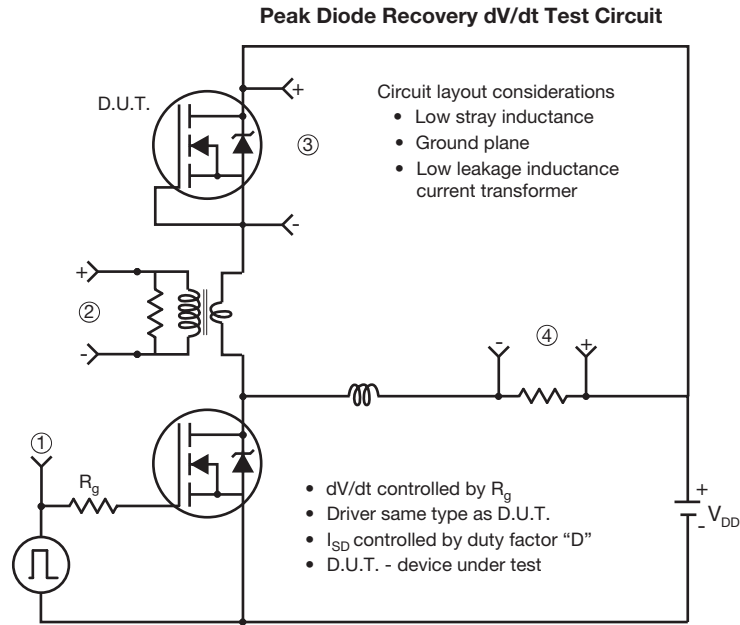 Peak Diode Recovery dV/dt Test Circuit
D.U.T.
+
Circuit layout considerations
• Low stray inductance
• Ground plane
• Low leakage inductance
current transformer
③
-
+
②
-
④
-
+
①
Rg
• dV/dt controlled by Rg
• Driver same type as D.U.T.
• ISD controlled by duty factor “D”
• D.U.T. - device under test
+
VDD
-